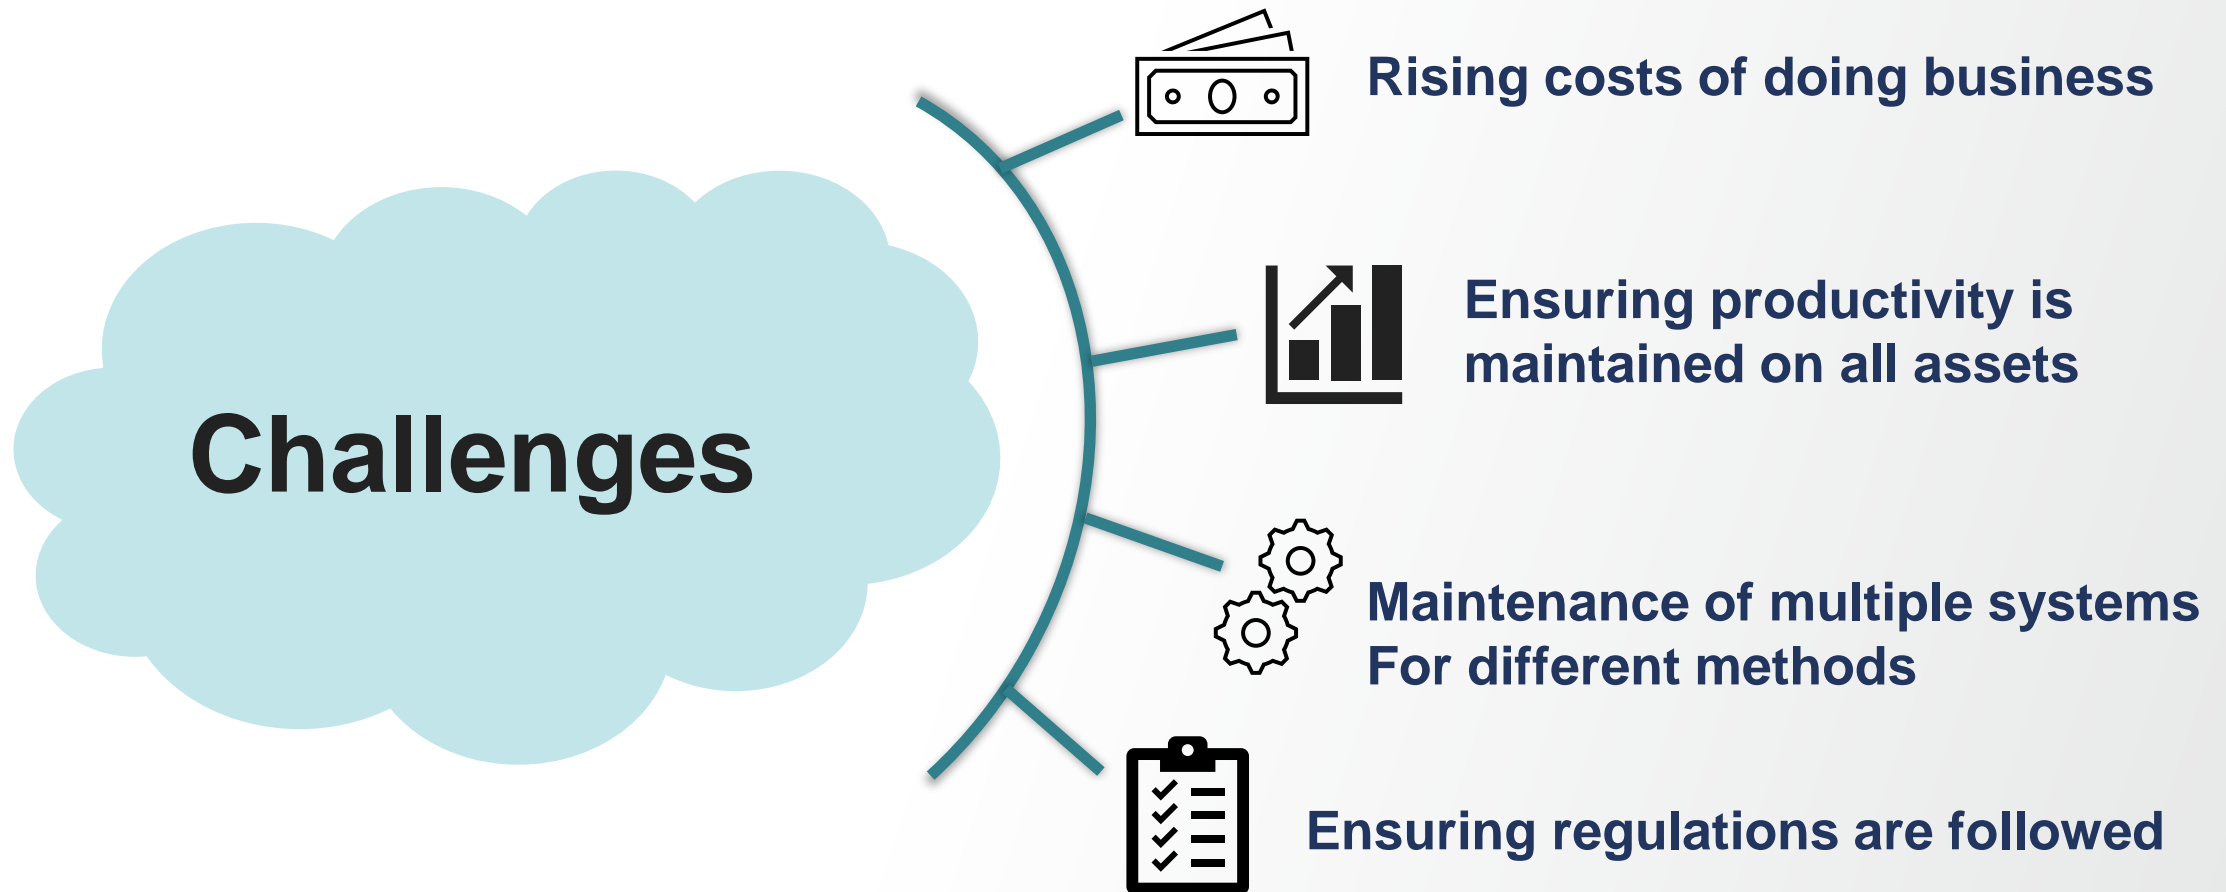 Challenges
Rising costs of doing business
Ensuring productivity is
maintained on all assets
Maintenance of multiple systems
For different methods
Ensuring regulations are followed